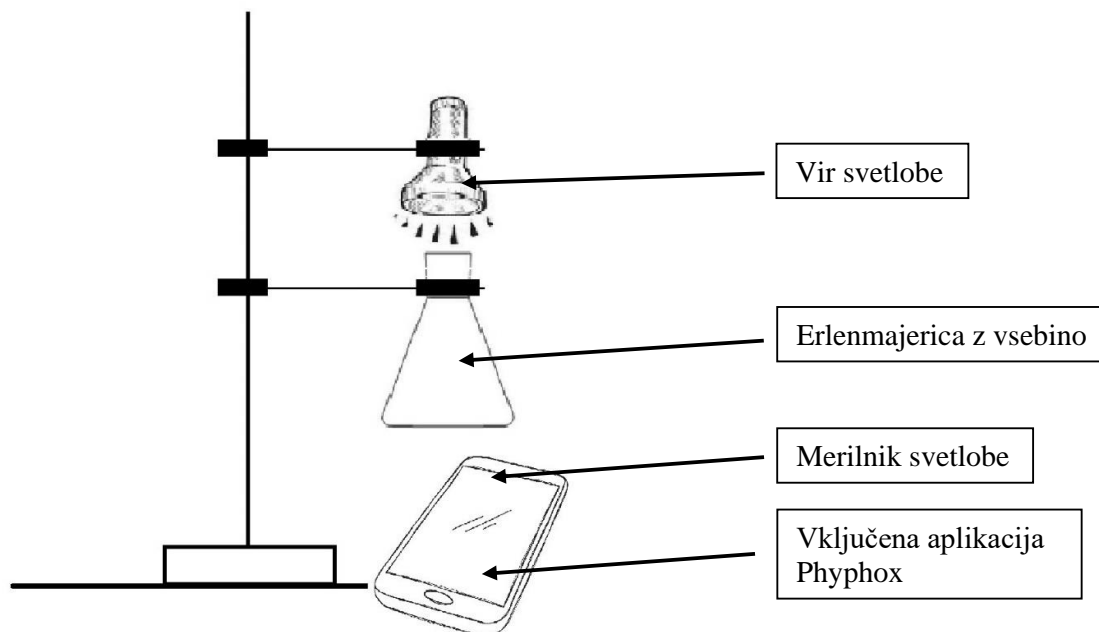 Vir svetlobe
Erlenmajerica z vsebino
Merilnik svetlobe
Vključena aplikacija
Phyphox